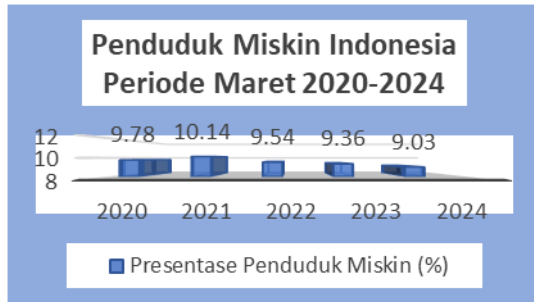 Penduduk Miskin Indonesia
Periode Maret 2020-2024
12
10
8
9.78 10.14 9.54 9.36 9.03
2020 2021 2022 2023 2024
Presentase Penduduk Miskin (%)